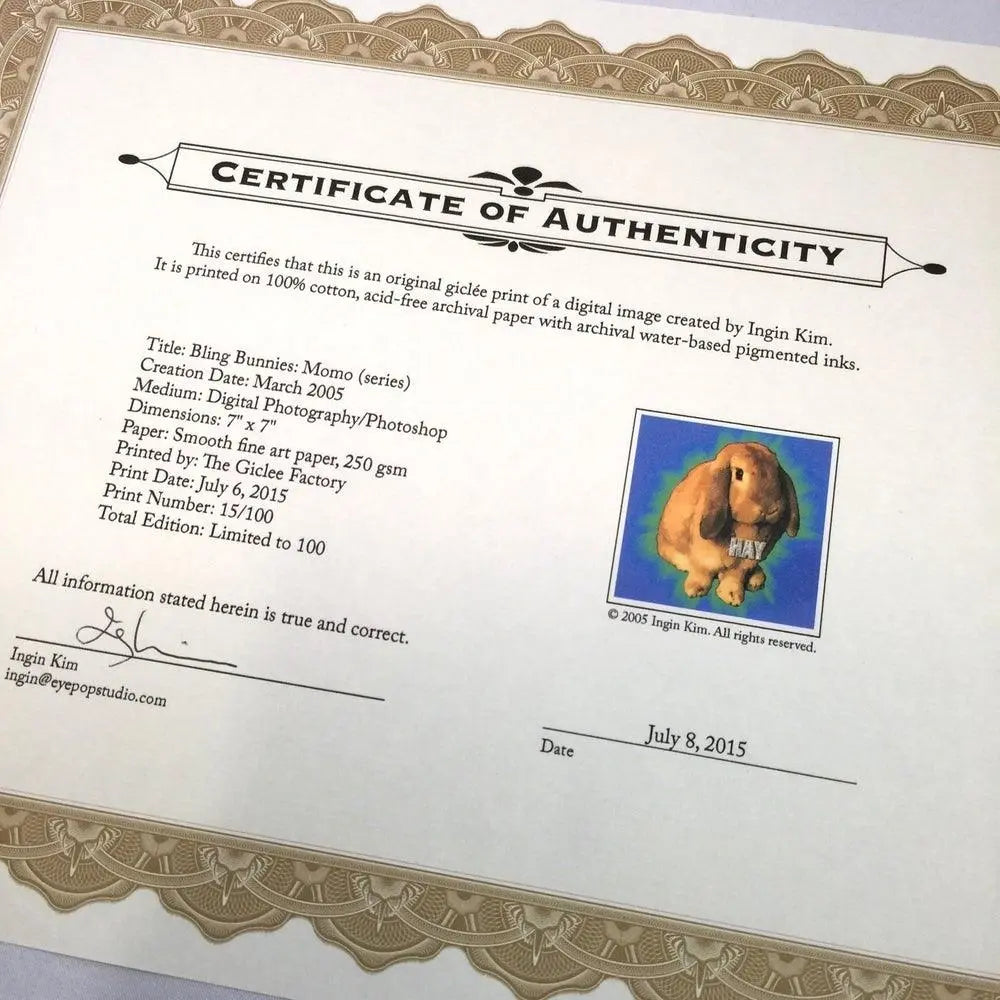 CERTIFICATE OF AUTHENTICITY
This certifies that this is an original giclée print of a digital image created by Ingin Kim.
It is printed on 100% cotton, acid-free archival paper with archival water-based pigmented inks.
Title: Bling Bunnies: Momo (series)
Creation Date: March 2005
Medium: Digital Photography/Photoshop
Dimensions: 7" x 7"
Paper: Smooth fine art paper, 250 gsm
Printed by: The Giclee Factory
Print Date: July 6, 2015
Print Number: 15/100
Total Edition: Limited to 100
HAY
© 2005 Ingin Kim. All rights reserved.
All information stated herein is true and correct.
Ingin Kim
ingin@eyepopstudio.com
July 8, 2015
Date